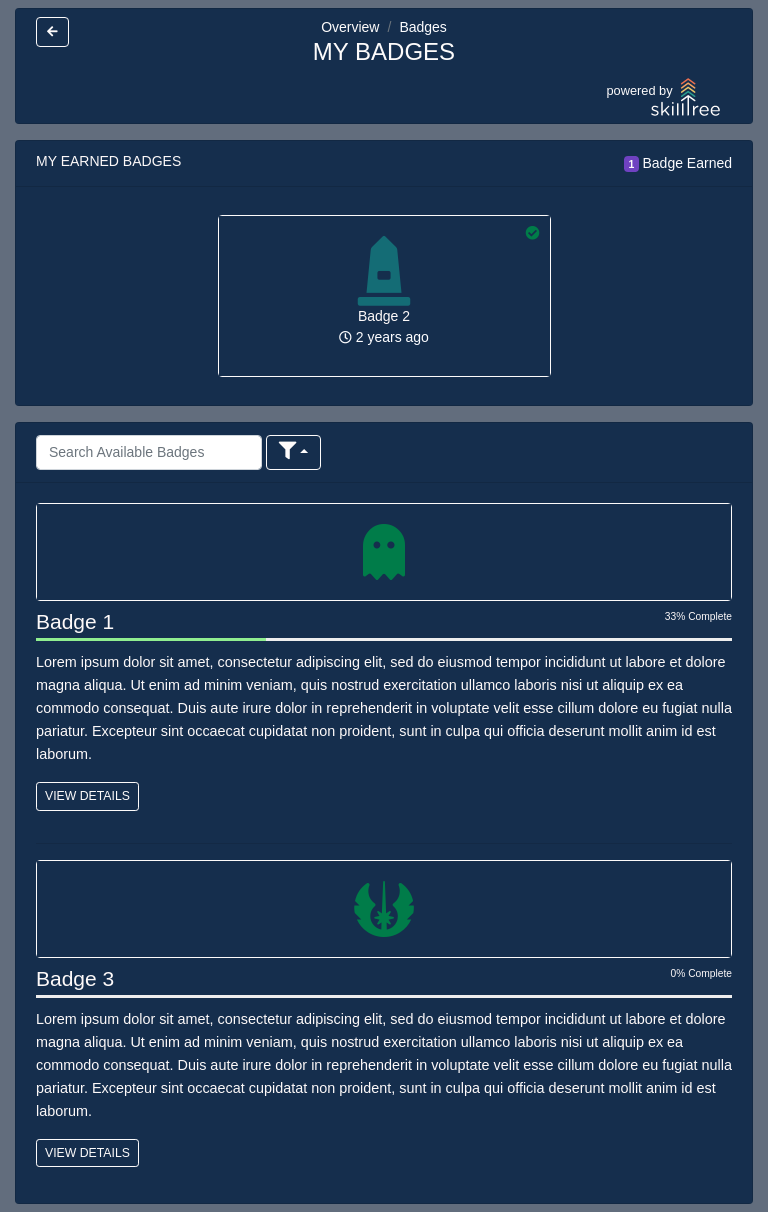 Overview / Badges
MY BADGES
powered by
skilltree
MY EARNED BADGES
1 Badge Earned
Badge 2
2 years ago
Search Available Badges
Badge 1
33% Complete
Lorem ipsum dolor sit amet, consectetur adipiscing elit, sed do eiusmod tempor incididunt ut labore et dolore
magna aliqua. Ut enim ad minim veniam, quis nostrud exercitation ullamco laboris nisi ut aliquip ex ea
commodo consequat. Duis aute irure dolor in reprehenderit in voluptate velit esse cillum dolore eu fugiat nulla
pariatur. Excepteur sint occaecat cupidatat non proident, sunt in culpa qui officia deserunt mollit anim id est
laborum.
VIEW DETAILS
Badge 3
0% Complete
Lorem ipsum dolor sit amet, consectetur adipiscing elit, sed do eiusmod tempor incididunt ut labore et dolore
magna aliqua. Ut enim ad minim veniam, quis nostrud exercitation ullamco laboris nisi ut aliquip ex ea
commodo consequat. Duis aute irure dolor in reprehenderit in voluptate velit esse cillum dolore eu fugiat nulla
pariatur. Excepteur sint occaecat cupidatat non proident, sunt in culpa qui officia deserunt mollit anim id est
laborum.
VIEW DETAILS